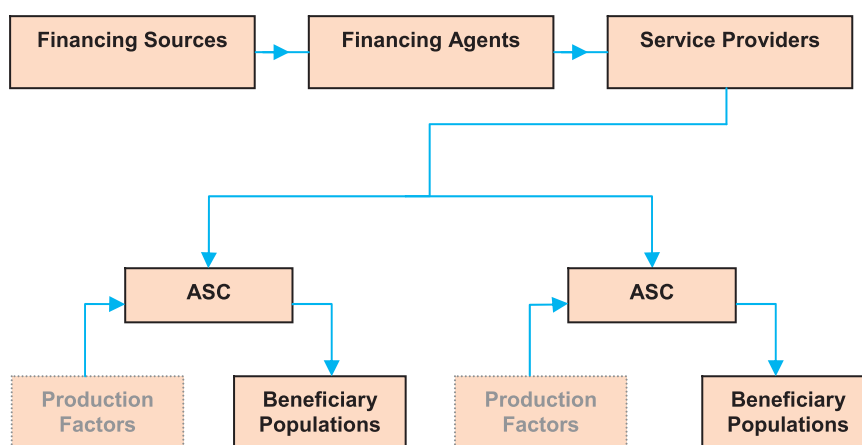 Financing Sources
Financing Agents
Service Providers
ASC
ASC
Production
Factors
Beneficiary
Populations
Production
Factors
Beneficiary
Populations